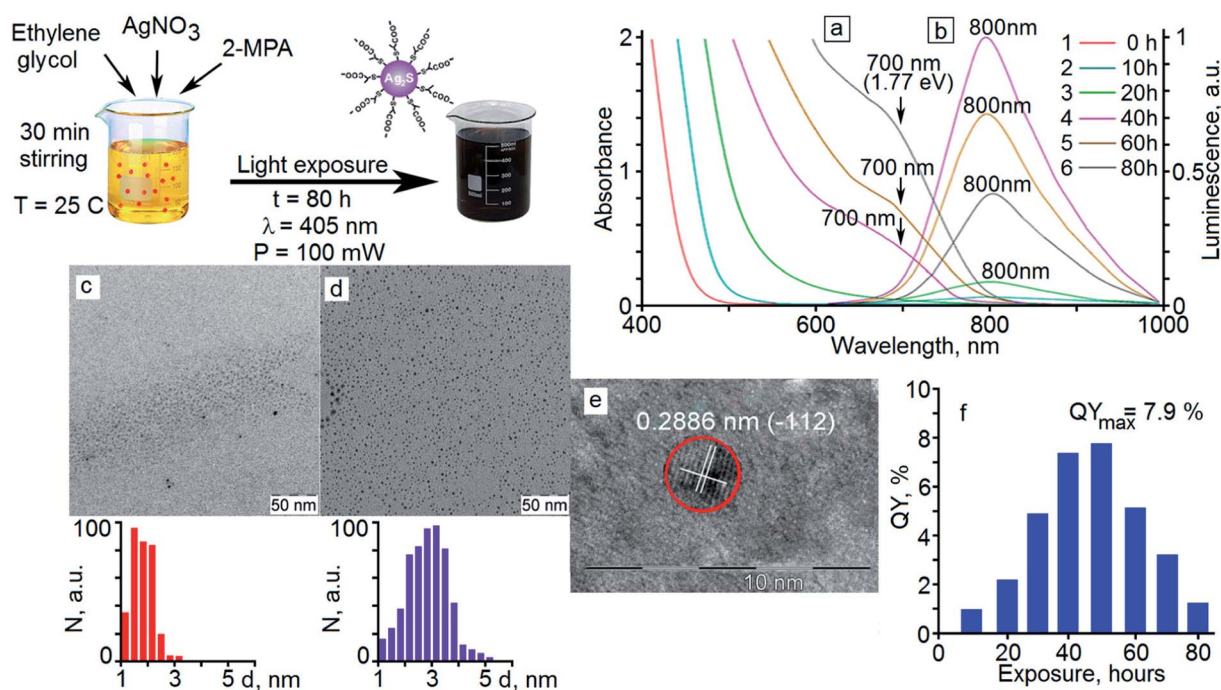 Ethylene
glycol
AgNO3
2-MPA
30 min
stirring
T = 25 C
Ag2S
Light exposure
t = 80 h
λ = 405 nm
P = 100 mW
a
b
2
1
0
Absorbance
400
600
800
1000
Wavelength, nm
700 nm
(1.77 eV)
700 nm
700 nm
800nm
800nm
800nm
800nm
1 0 h
2 10h
3 20h
4 40h
5 60h
6 80h
1
0.5
0
Luminescence, a.u.
c
50 nm
d
50 nm
e
0.2886 nm (-112)
10 nm
100
0
N, a.u.
1 3 5 d, nm
100
0
N, a.u.
1 3 5 d, nm
f
QYmax= 7.9 %
10
8
6
4
2
0
QY, %
0 20 40 60 80
Exposure, hours